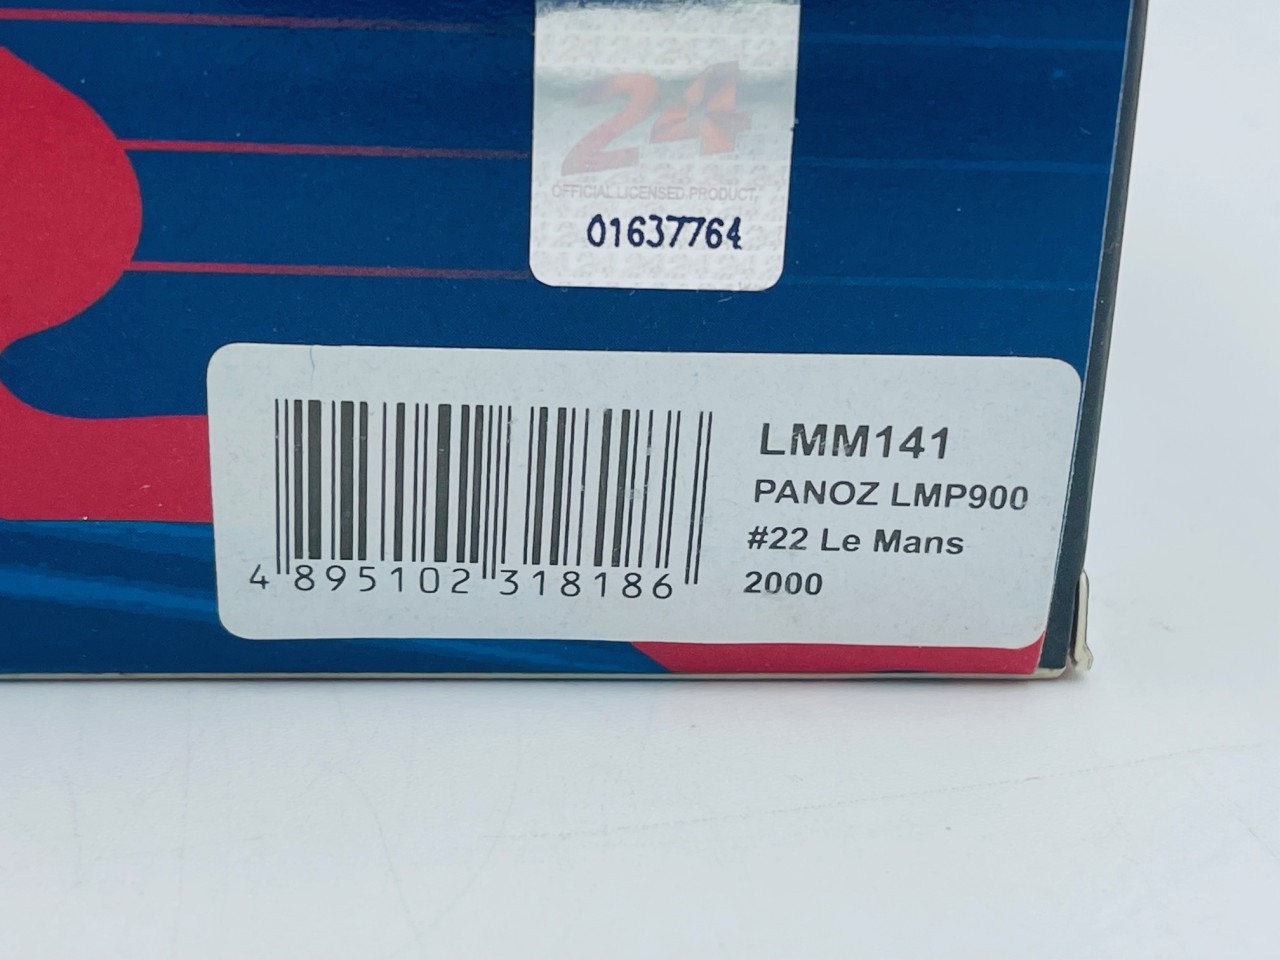 24
OFFICIAL LICENSED PRODUCT
01637764
LMM141
PANOZ LMP900
#22 Le Mans
2000
4 895102 318186